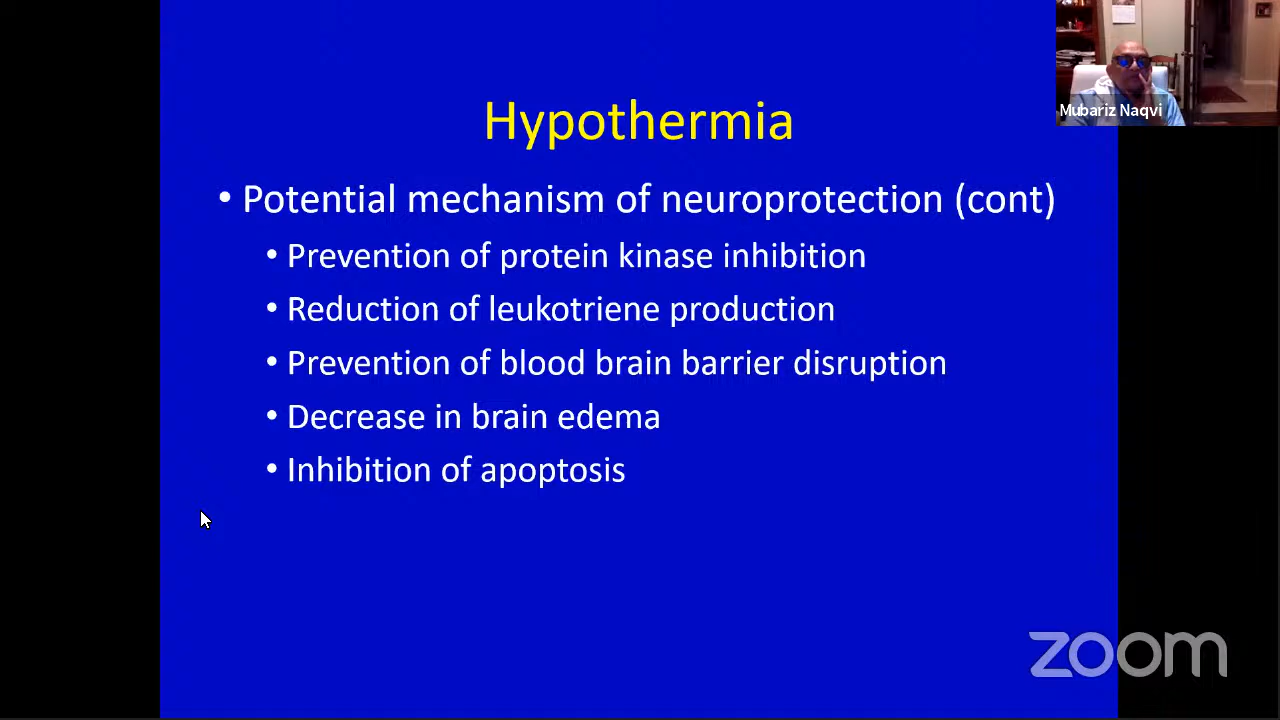 Hypothermia
• Potential mechanism of neuroprotection (cont)
• Prevention of protein kinase inhibition
• Reduction of leukotriene production
• Prevention of blood brain barrier disruption
• Decrease in brain edema
• Inhibition of apoptosis
Mubariz Naqvi
zoom